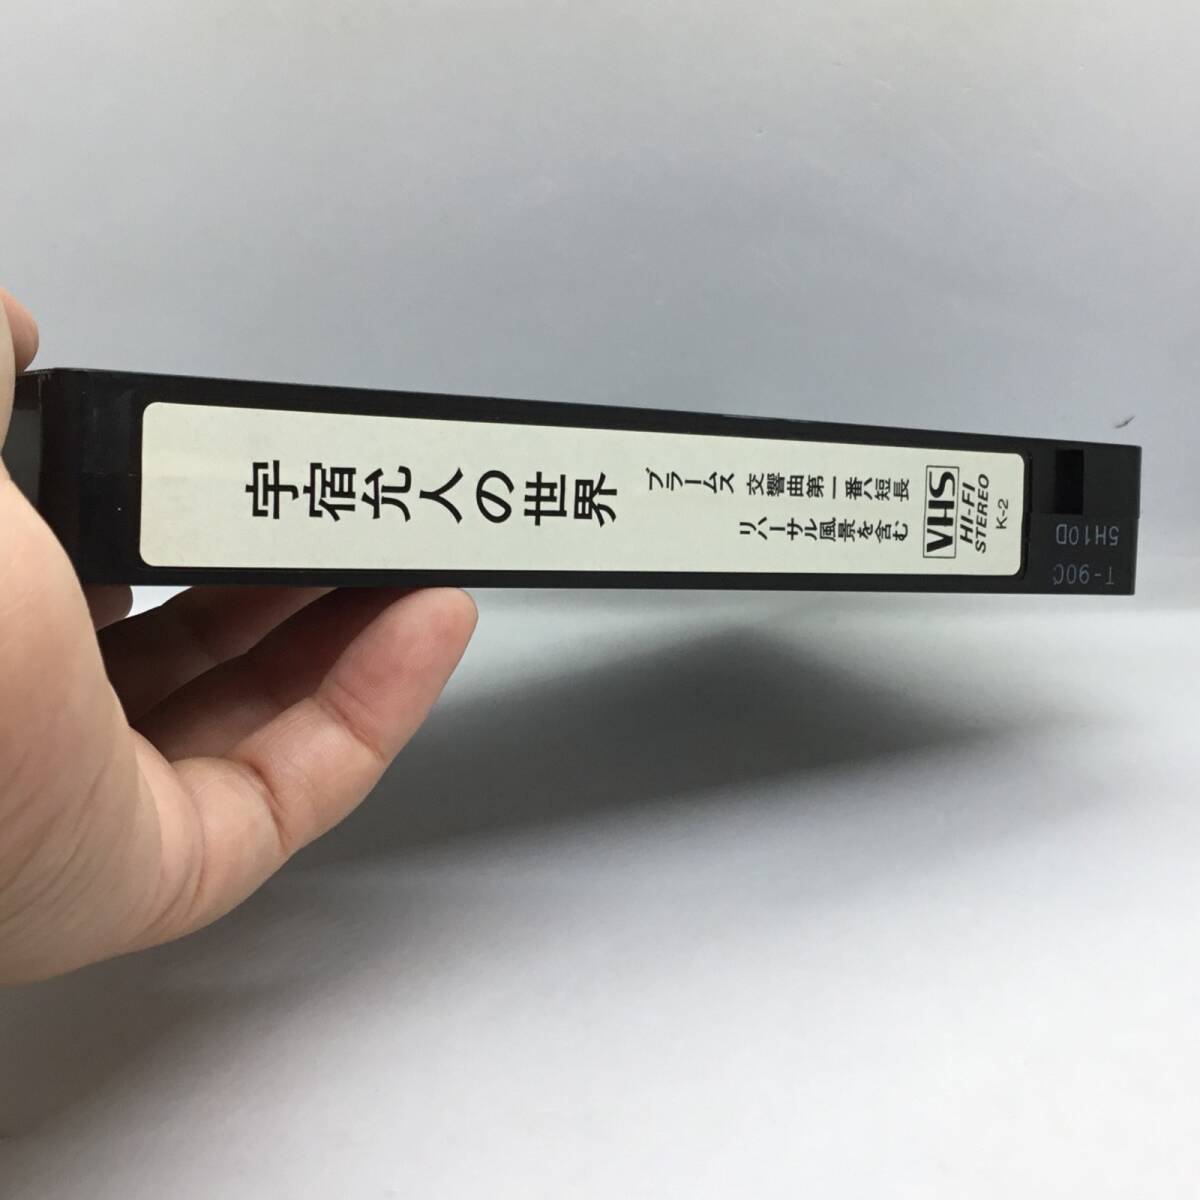 宇宿允人の世界
ブラームス 交響曲第一番ハ短長
リハーサル風景を含む
VHS
HI-FI
STEREO
K-2
T-90C
5H10D